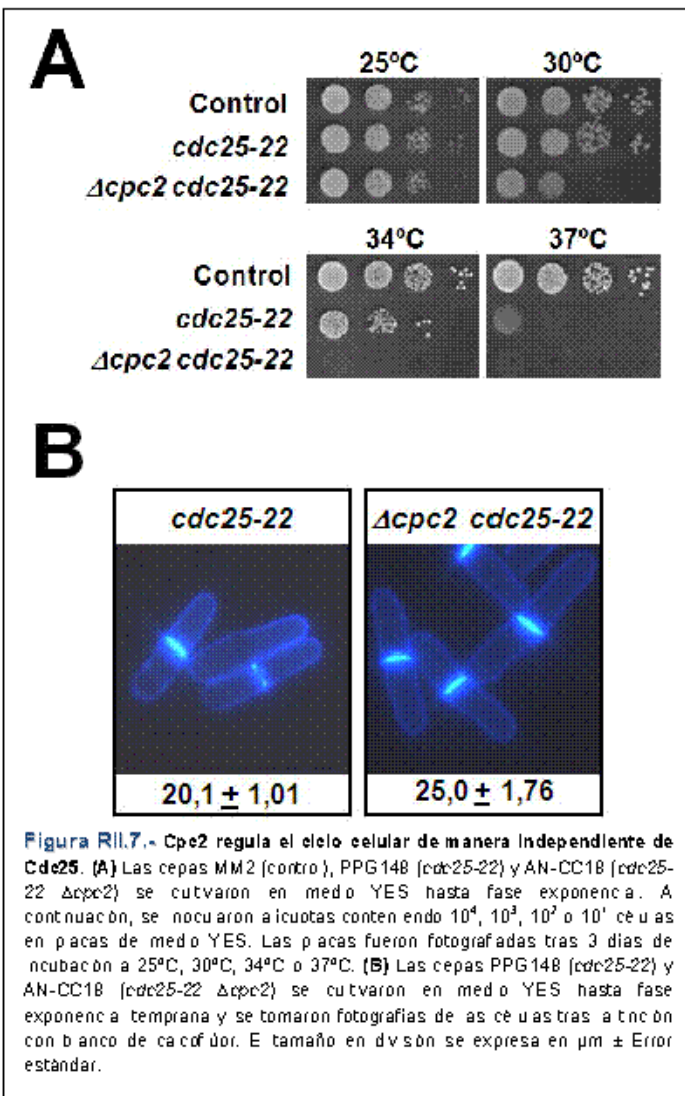 A
25ºC 30ºC
Control
cdc25-22
Δcpc2 cdc25-22
34ºC 37ºC
Control
cdc25-22
Δcpc2 cdc25-22
B
cdc25-22 Δcpc2 cdc25-22
20,1 ± 1,01 25,0 ± 1,76
Figura RII.7.- Cpc2 regula el ciclo celular de manera independiente de
Cdc25. (A) Las cepas MM2 (control), PPG148 (cdc25-22) y AN-CC18 (cdc25-
22 Δcpc2) se cultivaron en medio YES hasta fase exponencial. A
continuación, se inocularon alícuotas conteniendo 10⁴, 10³, 10² o 10¹ células
en placas de medio YES. Las placas fueron fotografiadas tras 3 días de
incubación a 25ºC, 30ºC, 34ºC o 37ºC. (B) Las cepas PPG148 (cdc25-22) y
AN-CC18 (cdc25-22 Δcpc2) se cultivaron en medio YES hasta fase
exponencial temprana y se tomaron fotografías de las células tras la tinción
con blanco de calcofluor. El tamaño en división se expresa en µm ± Error
estándar.